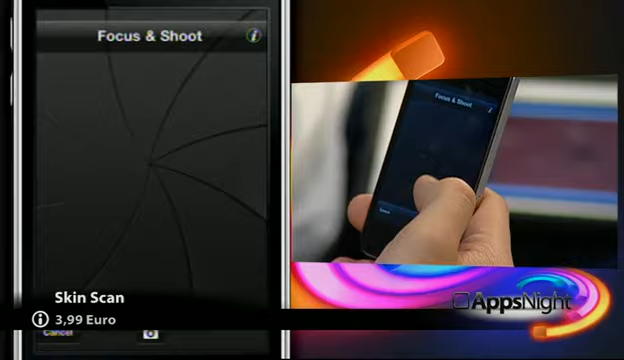 Focus & Shoot
Focus & Shoot
Skin Scan
3,99 Euro
AppsNight
Cancel